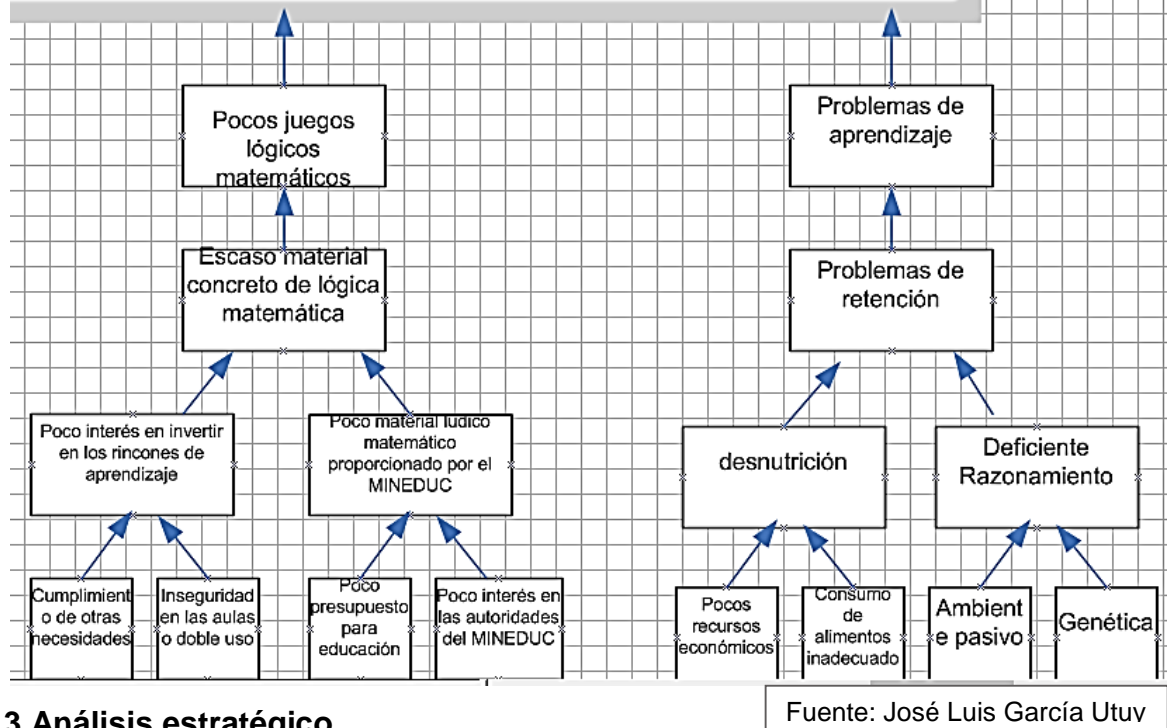 Pocos juegos
lógicos
matemáticos
Problemas de
aprendizaje
Escaso material
concreto de lógica
matemática
Problemas de
retención
Poco interés en invertir
en los rincones de
aprendizaje
Poco material lúdico
matemático
proporcionado por el
MINEDUC
desnutrición
Deficiente
Razonamiento
Cumplimient
o de otras
necesidades
Inseguridad
en las aulas
o doble uso
Poco
presupuesto
para
educación
Poco interés en
las autoridades
del MINEDUC
Pocos
recursos
económicos
Consumo
de
alimentos
inadecuado
Ambient
e pasivo
Genética
3 Análisis estratégico
Fuente: José Luis García Utuy